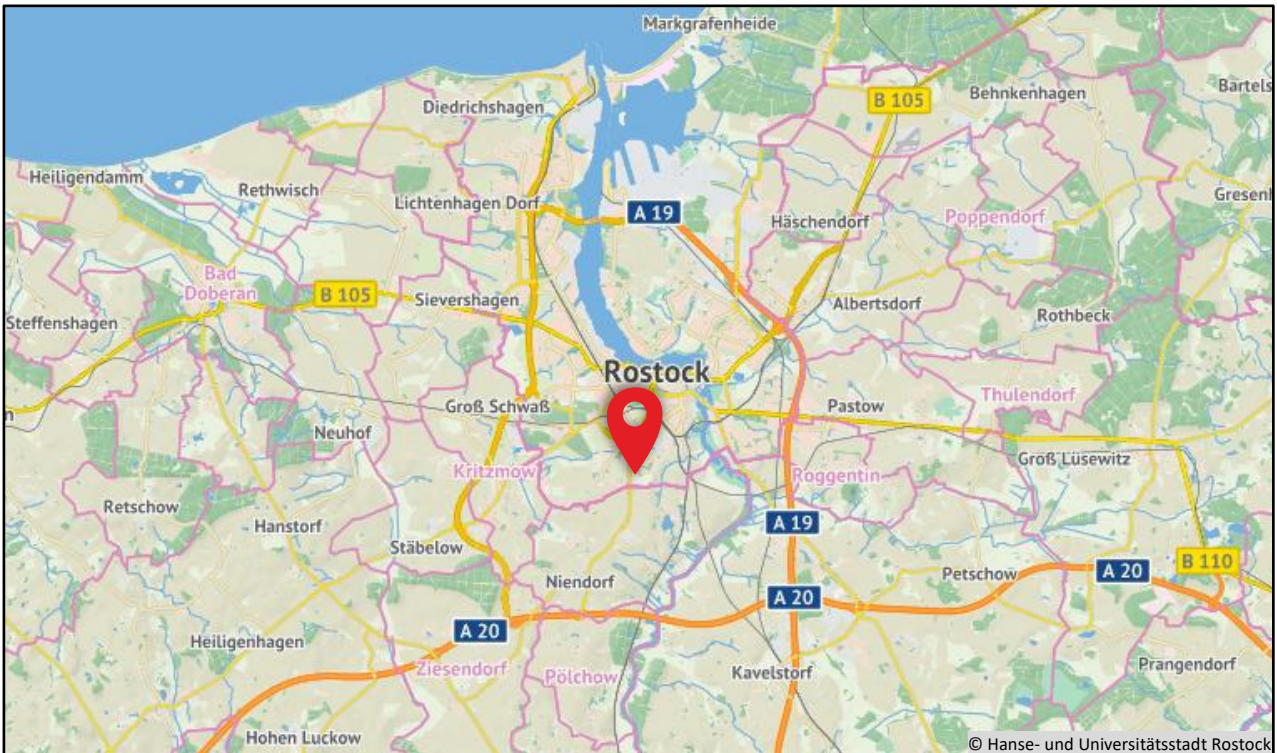 Markgrafenheide
Diedrichshagen
B 105
Behnkenhagen
Bartels
Heiligendamm
Rethwisch
Lichtenhagen Dorf
A 19
Häschendorf
Poppendorf
Gresenh
Bad
Doberan
B 105
Sievershagen
Albertsdorf
Steffenshagen
Rothbeck
Rostock
Thulendorf
Groß Schwaß
Pastow
n
Neuhof
Kritzmow
Groß Lüsewitz
Roggentin
Retschow
Hanstorf
A 19
Stäbelow
Niendorf
Petschow
A 20
B 110
A 20
A 20
Heiligenhagen
Ziesendorf
Pölchow
Kavelstorf
Prangendorf
Hohen Luckow
© Hanse- und Universitätsstadt Rostock